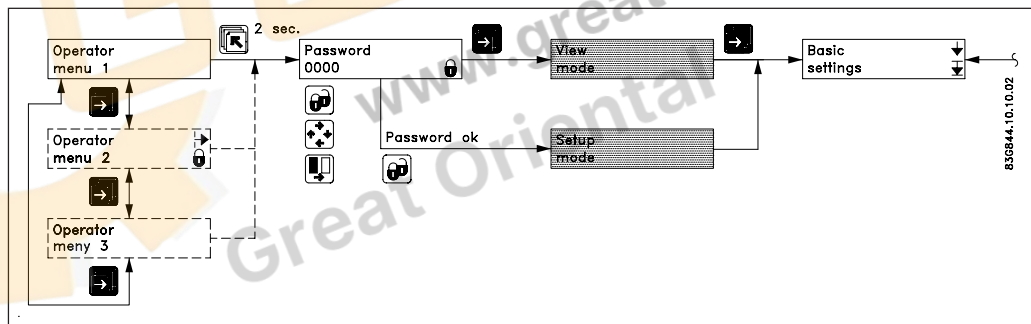 2 sec.
Operator
menu 1
Password
0000
View
mode
Basic
settings
Operator
menu 2
Password ok
Setup
mode
Operator
meny 3
83G844.10.10.02
www.great
Great Oriental